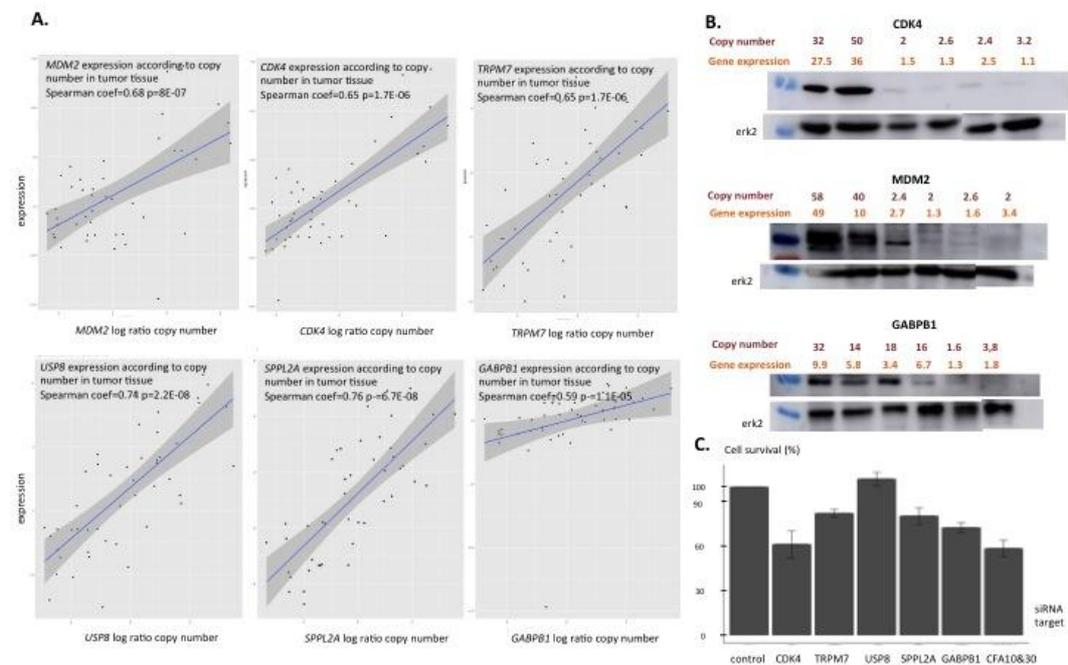 A.
MDM2 expression according to copy
number in tumor tissue
Spearman coef=0.68 p=8E-07
CDK4 expression according to copy
number in tumor tissue
Spearman coef=0.65 p=1.7E-06
TRPM7 expression according to copy
number in tumor tissue
Spearman coef=0.65 p=1.7E-06
expression
MDM2 log ratio copy number
CDK4 log ratio copy number
TRPM7 log ratio copy number
USP8 expression according to copy
number in tumor tissue
Spearman coef=0.74 p=2.2E-08
SPPL2A expression according to copy
number in tumor tissue
Spearman coef=0.76 p-=6.7E-08
GABPB1 expression according to copy
number in tumor tissue
Spearman coef=0.59 p-=1.1E-05
expression
USP8 log ratio copy number
SPPL2A log ratio copy number
GABPB1 log ratio copy number
B.
CDK4
Copy number 32 50 2 2.6 2.4 3.2
Gene expression 27.5 36 1.5 1.3 2.5 1.1
erk2
MDM2
Copy number 58 40 2.4 2 2.6 2
Gene expression 49 10 2.7 1.3 1.6 3.4
erk2
GABPB1
Copy number 32 14 18 16 1.6 3,8
Gene expression 9.9 5.8 3.4 6.7 1.3 1.8
erk2
C.
Cell survival (%)
100
90
60
30
0
siRNA
target
control CDK4 TRPM7 USP8 SPPL2A GABPB1 CFA10&30